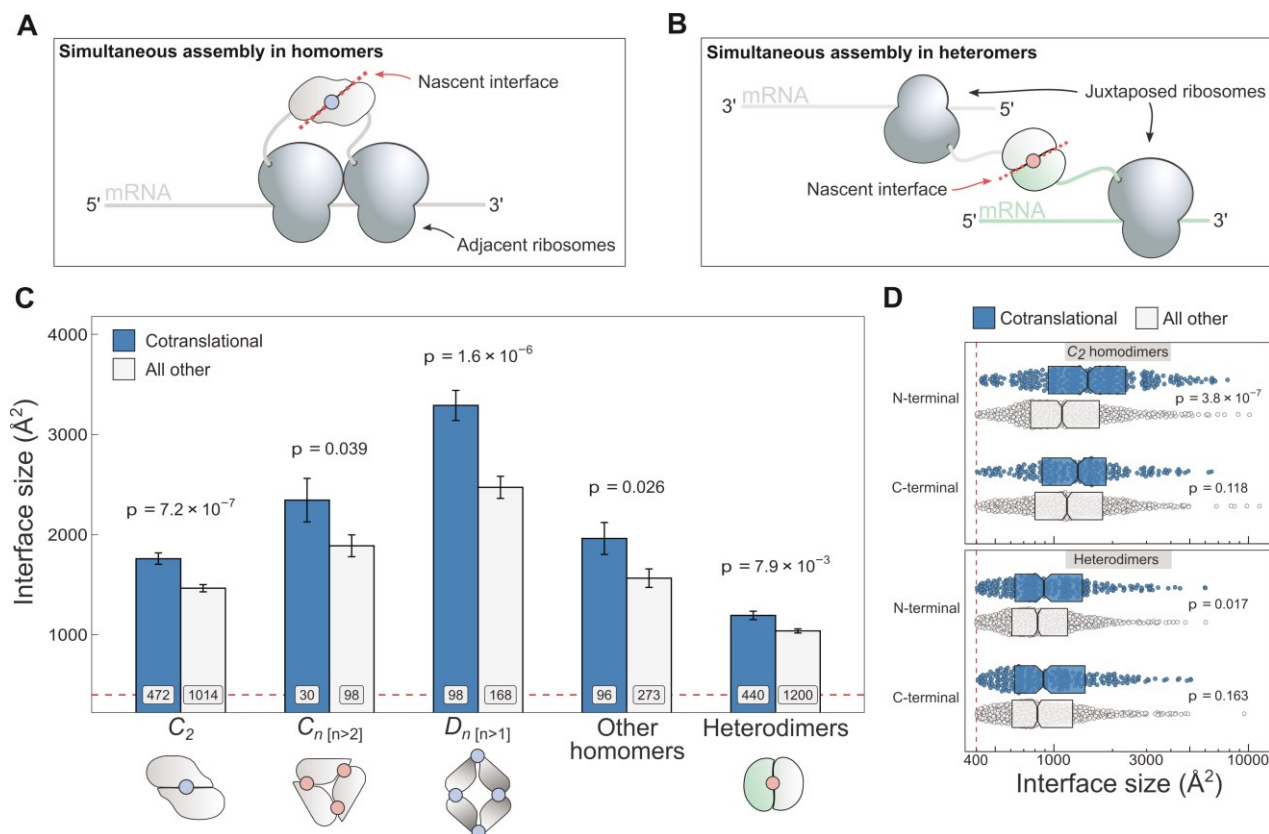 A
Simultaneous assembly in homomers
Nascent interface
mRNA
5'
3'
Adjacent ribosomes
B
Simultaneous assembly in heteromers
3'
mRNA
5'
Juxtaposed ribosomes
Nascent interface
5'
mRNA
3'
C
Cotranslational
All other
Interface size (Å²)
4000
3000
2000
1000
p = 7.2 × 10⁻⁷
p = 0.039
p = 1.6 × 10⁻⁶
p = 0.026
p = 7.9 × 10⁻³
472 1014
30 98
98 168
96 273
440 1200
C₂
Cₙ [n>2]
Dₙ [n>1]
Other
homomers
Heterodimers
D
Cotranslational
All other
C₂ homodimers
N-terminal
p = 3.8 × 10⁻⁷
C-terminal
p = 0.118
Heterodimers
N-terminal
p = 0.017
C-terminal
p = 0.163
400 1000 3000 10000
Interface size (Å²)